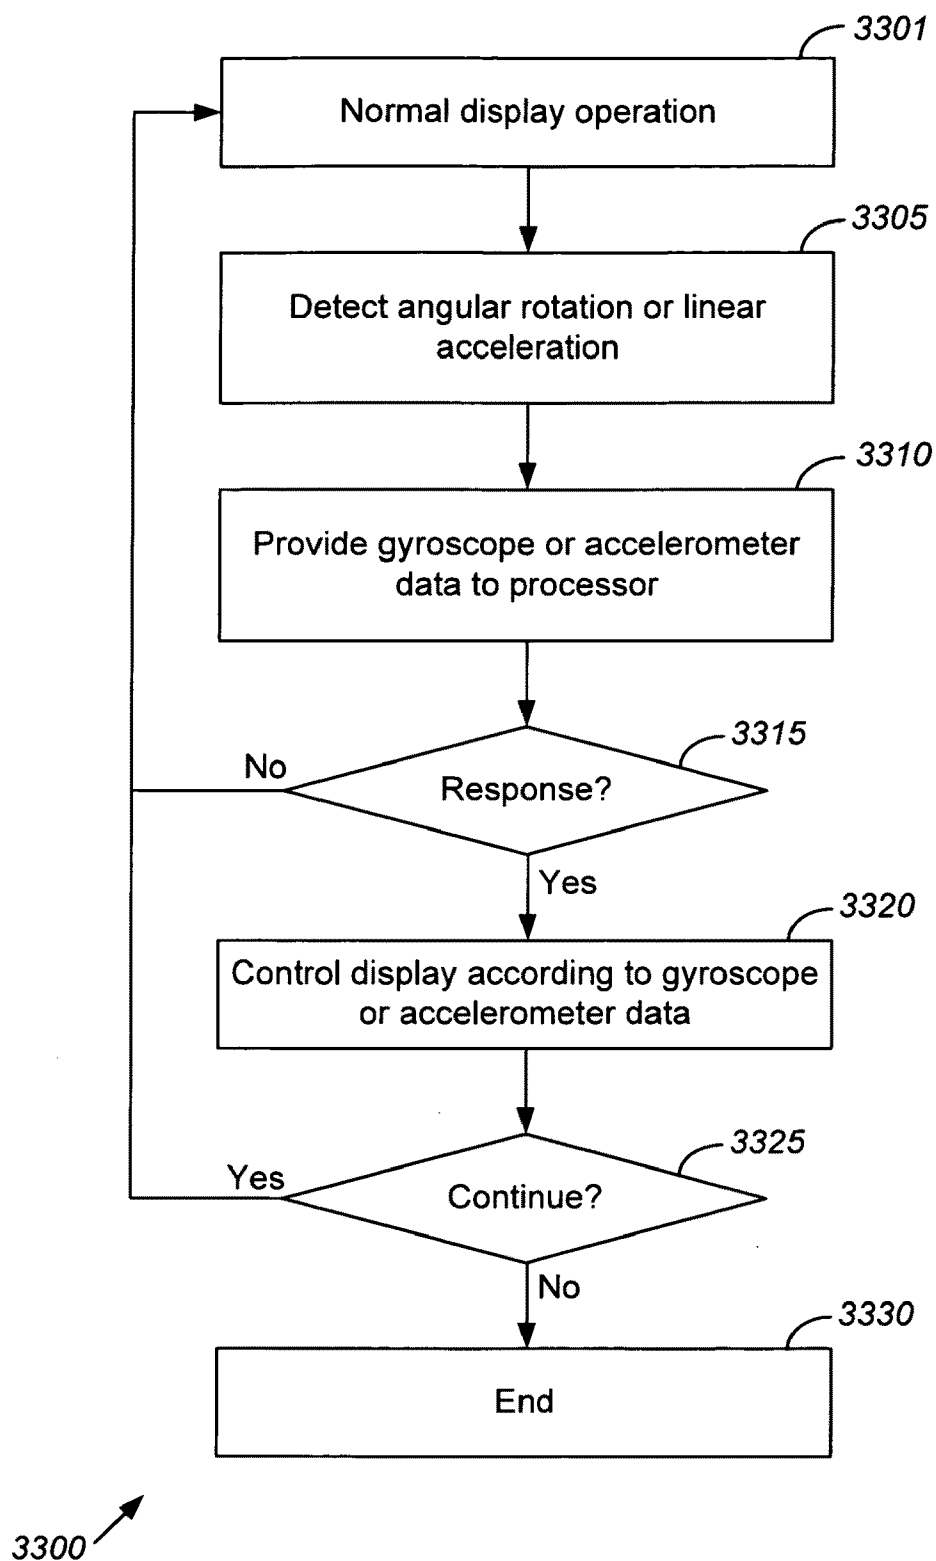 3301
Normal display operation
3305
Detect angular rotation or linear
acceleration
3310
Provide gyroscope or accelerometer
data to processor
3315
No
Response?
Yes
3320
Control display according to gyroscope
or accelerometer data
3325
Yes
Continue?
No
3330
End
3300